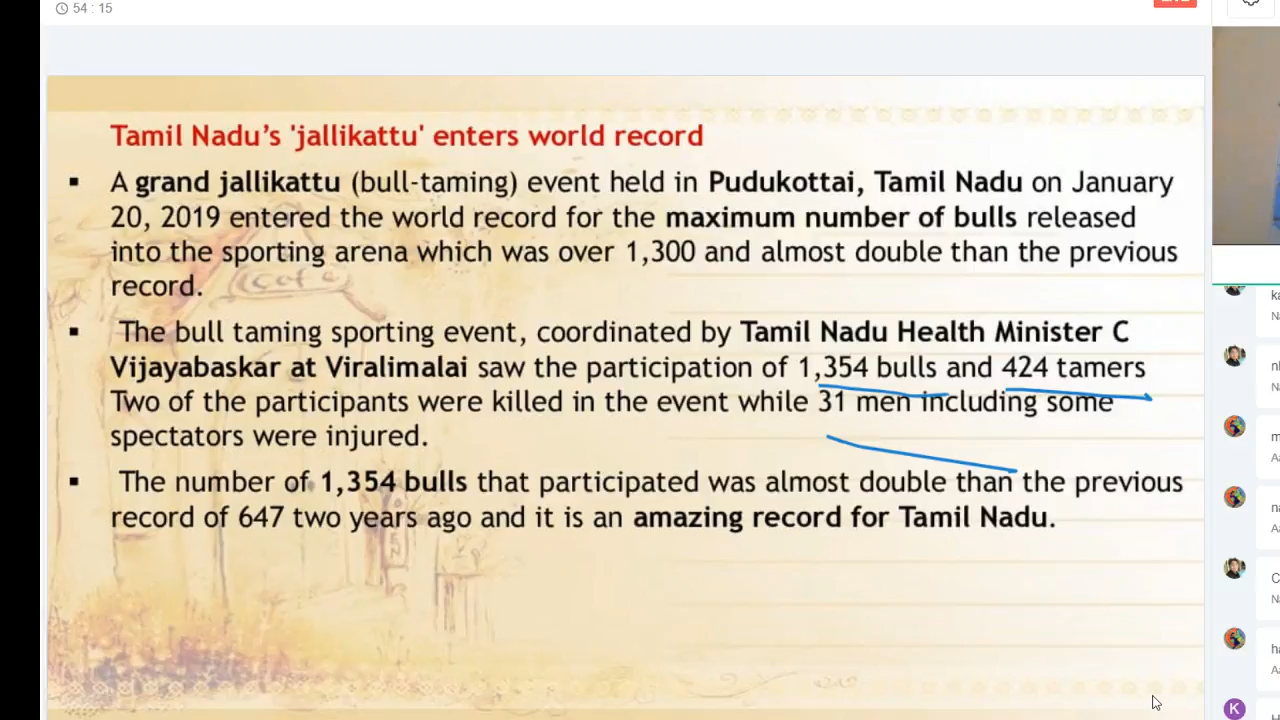 54 : 15
Tamil Nadu's 'jallikattu' enters world record
▪ A grand jallikattu (bull-taming) event held in Pudukottai, Tamil Nadu on January
20, 2019 entered the world record for the maximum number of bulls released
into the sporting arena which was over 1,300 and almost double than the previous
record.
▪ The bull taming sporting event, coordinated by Tamil Nadu Health Minister C
Vijayabaskar at Viralimalai saw the participation of 1,354 bulls and 424 tamers
Two of the participants were killed in the event while 31 men including some
spectators were injured.
▪ The number of 1,354 bulls that participated was almost double than the previous
record of 647 two years ago and it is an amazing record for Tamil Nadu.
K